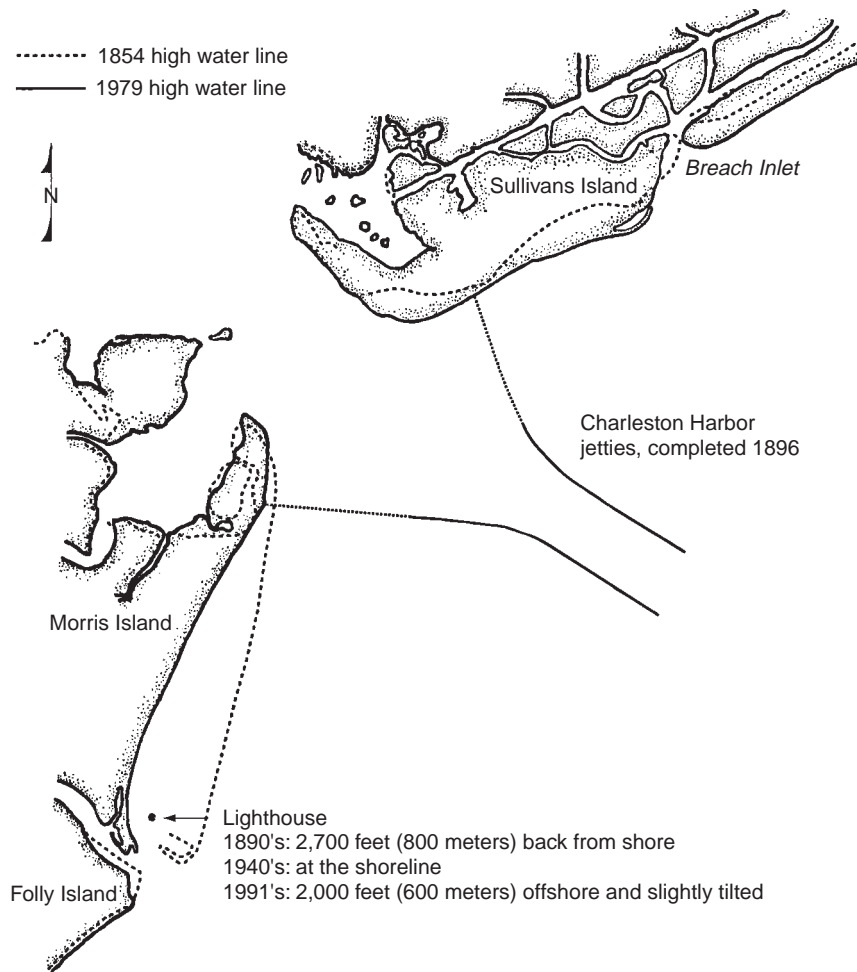 1854 high water line
1979 high water line
N
Breach Inlet
Sullivans Island
Charleston Harbor
jetties, completed 1896
Morris Island
Lighthouse
1890's: 2,700 feet (800 meters) back from shore
1940's: at the shoreline
1991's: 2,000 feet (600 meters) offshore and slightly tilted
Folly Island